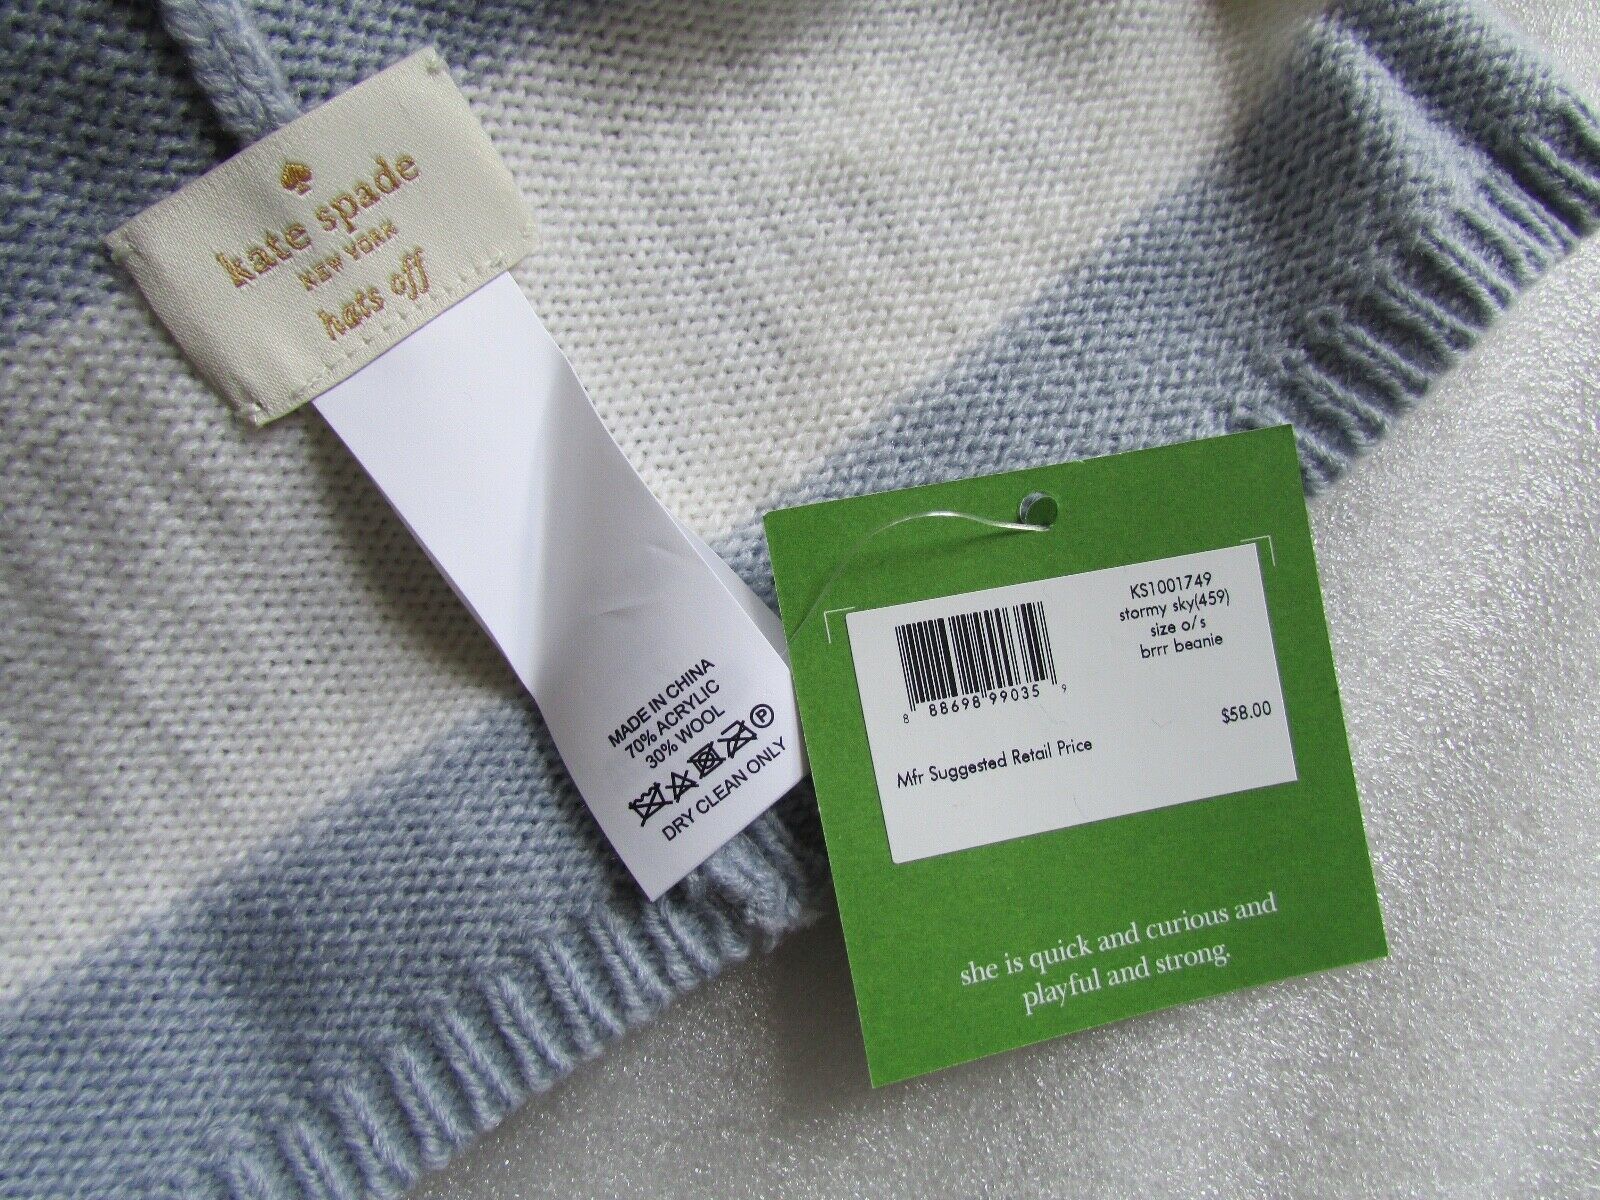 kate spade
NEW YORK
hats off
MADE IN CHINA
70% ACRYLIC
30% WOOL
P
DRY CLEAN ONLY
KS1001749
stormy sky(459)
size o/s
brrr beanie
8 88698 99035 9
$58.00
Mfr Suggested Retail Price
she is quick and curious and
playful and strong.